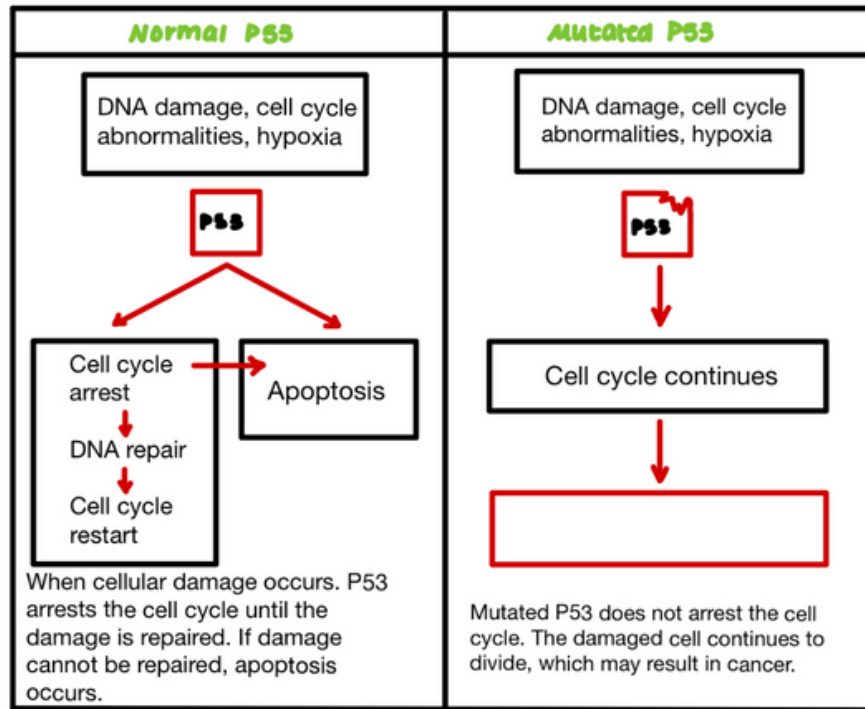 Normal P53
DNA damage, cell cycle
abnormalities, hypoxia
P53
Cell cycle
arrest
DNA repair
Cell cycle
restart
Apoptosis
When cellular damage occurs. P53
arrests the cell cycle until the
damage is repaired. If damage
cannot be repaired, apoptosis
occurs.
Mutated P53
DNA damage, cell cycle
abnormalities, hypoxia
P53
Cell cycle continues
Mutated P53 does not arrest the cell
cycle. The damaged cell continues to
divide, which may result in cancer.